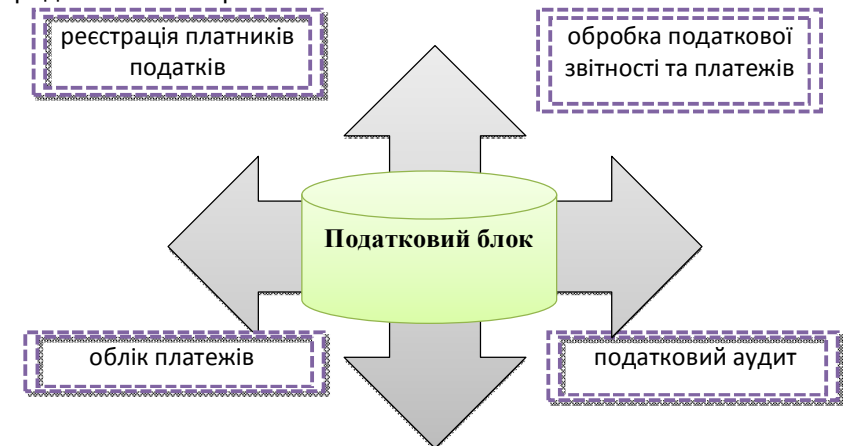 реєстрація платників
податків
обробка податкової
звітності та платежів
Податковий блок
облік платежів
податковий аудит